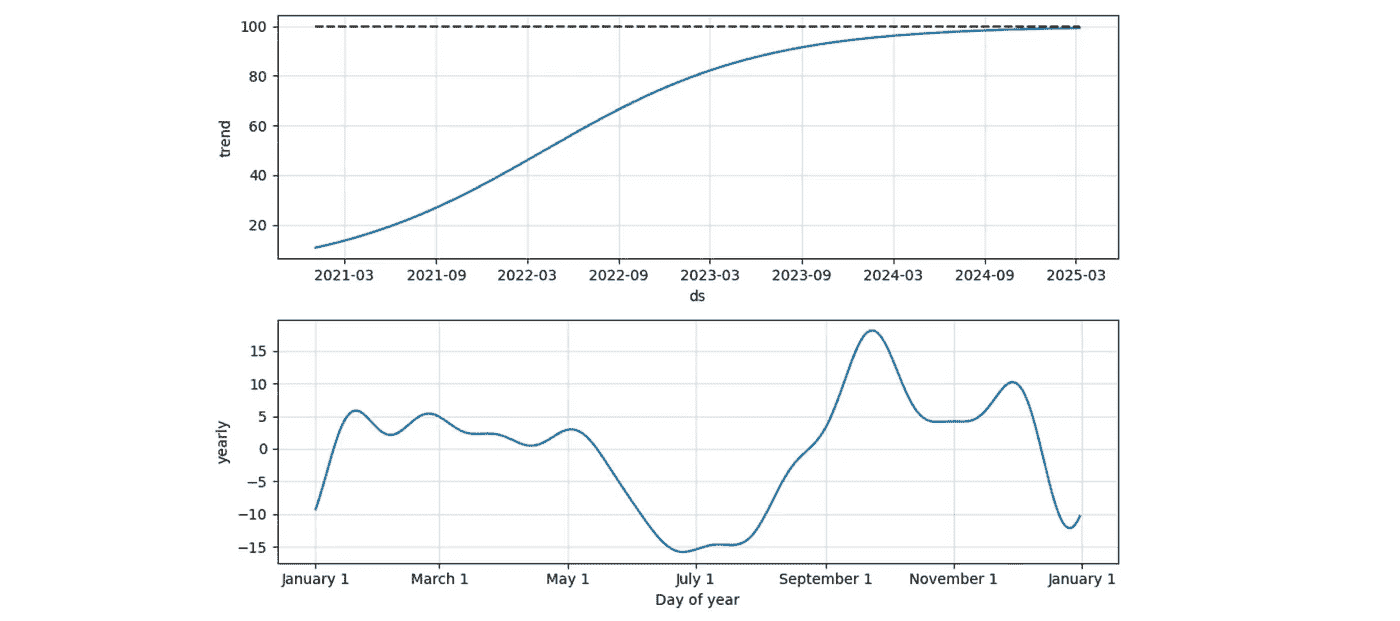 100
80
60
40
20
trend
2021-03 2021-09 2022-03 2022-09 2023-03 2023-09 2024-03 2024-09 2025-03
ds
15
10
5
0
−5
−10
−15
yearly
January 1 March 1 May 1 July 1 September 1 November 1 January 1
Day of year